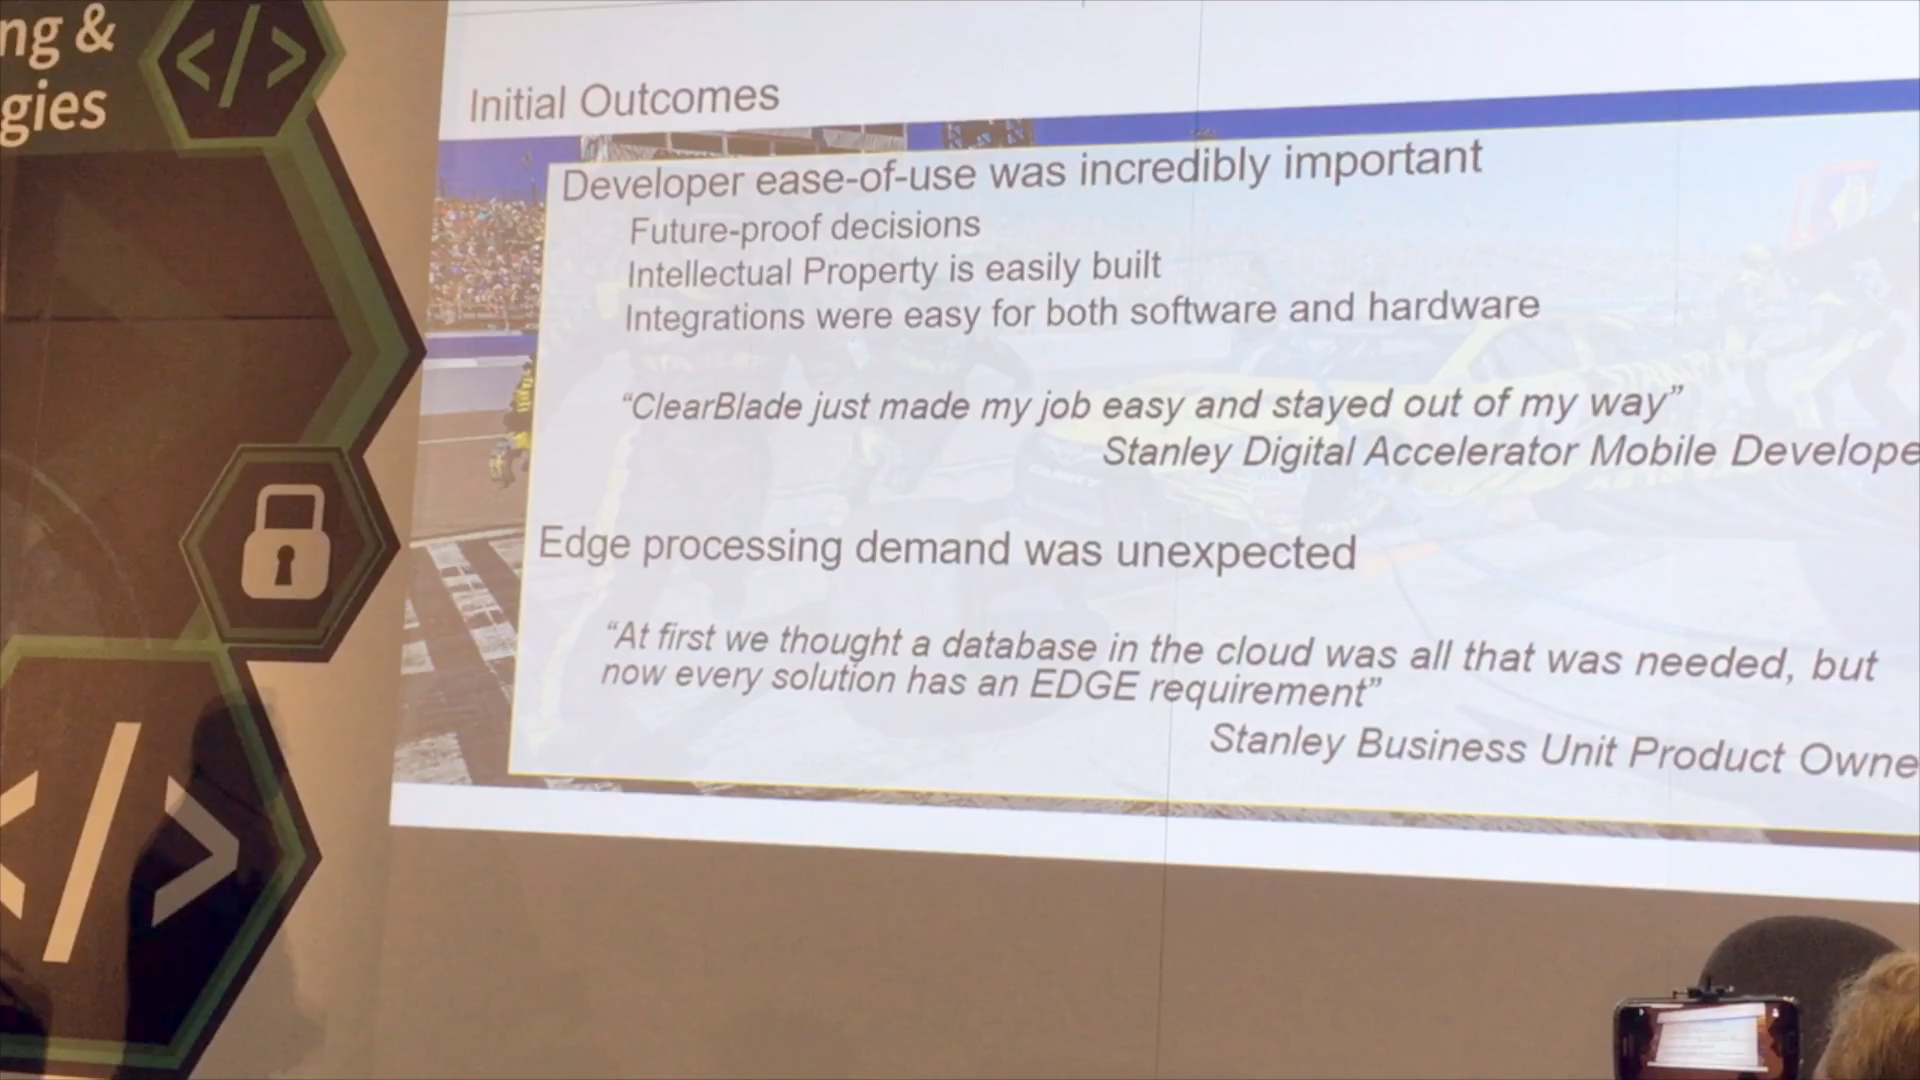 ng &
gies
</>
Initial Outcomes
Developer ease-of-use was incredibly important
Future-proof decisions
Intellectual Property is easily built
Integrations were easy for both software and hardware
“ClearBlade just made my job easy and stayed out of my way”
Stanley Digital Accelerator Mobile Develope
Edge processing demand was unexpected
“At first we thought a database in the cloud was all that was needed, but
now every solution has an EDGE requirement”
Stanley Business Unit Product Owne
</>